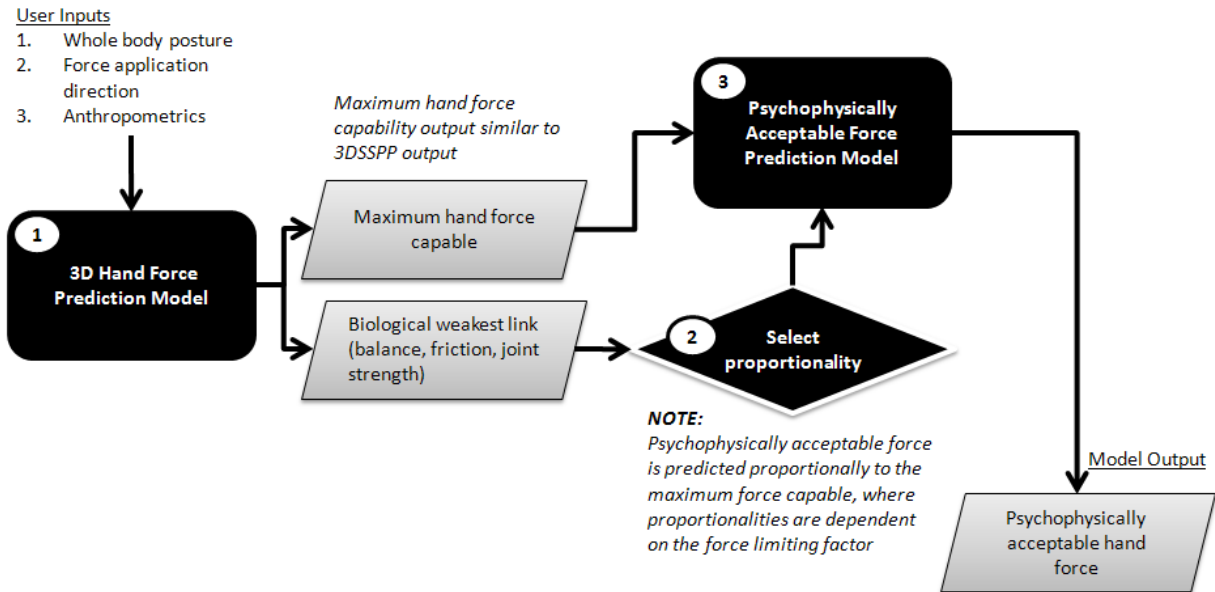 User Inputs
1. Whole body posture
2. Force application
direction
3. Anthropometrics
1
3D Hand Force
Prediction Model
Maximum hand force
capability output similar to
3DSSPP output
Maximum hand force
capable
Biological weakest link
(balance, friction, joint
strength)
2
Select
proportionality
3
Psychophysically
Acceptable Force
Prediction Model
NOTE:
Psychophysically acceptable force
is predicted proportionally to the
maximum force capable, where
proportionalities are dependent
on the force limiting factor
Model Output
Psychophysically
acceptable hand
force